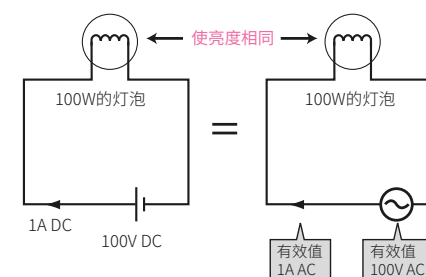 使亮度相同
100W的灯泡
100W的灯泡
=
1A DC
100V DC
有效值
1A AC
有效值
100V AC